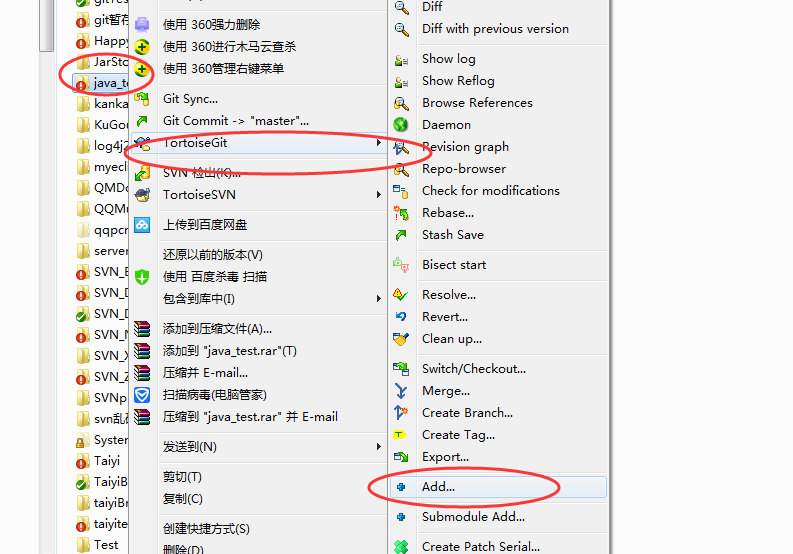 gitTes
git暂存
Happy
JarSto
java_te
kanka
KuGou
log4j2
myecl
QMDo
QQMu
qqpcr
server
SVN_E
SVN_D
SVN_D
SVN_N
SVN_X
SVN_Z
SVNp
svn乱码
System
Taiyi
TaiyiB
taiyiBr
taiyite
Test
使用 360强力删除
使用 360进行木马云查杀
使用 360管理右键菜单
Git Sync...
Git Commit -> "master"...
TortoiseGit
SVN 检出(K)...
TortoiseSVN
上传到百度网盘
还原以前的版本(V)
使用 百度杀毒 扫描
包含到库中(I)
添加到压缩文件(A)...
添加到 "java_test.rar"(T)
压缩并 E-mail...
扫描病毒(电脑管家)
压缩到 "java_test.rar" 并 E-mail
发送到(N)
剪切(T)
复制(C)
创建快捷方式(S)
删除(D)
Diff
Diff with previous version
Show log
Show Reflog
Browse References
Daemon
Revision graph
Repo-browser
Check for modifications
Rebase...
Stash Save
Bisect start
Resolve...
Revert...
Clean up...
Switch/Checkout...
Merge...
Create Branch...
Create Tag...
Export...
Add...
Submodule Add...
Create Patch Serial...